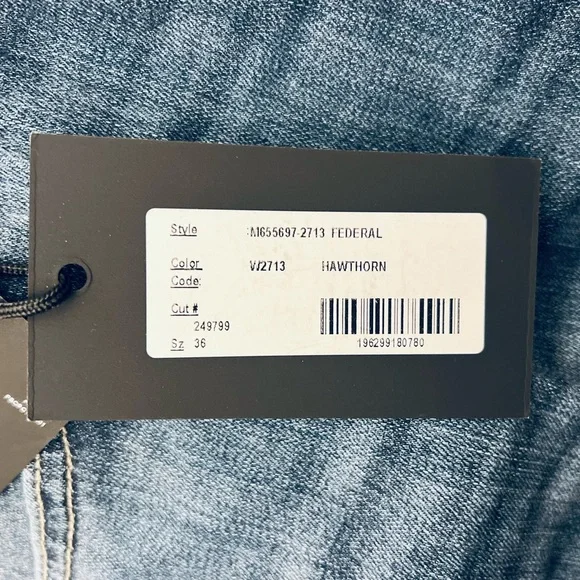 Style :M655697-2713 FEDERAL
Color W2713 HAWTHORN
Code:
Cut #
249799
Sz 36 196299180780